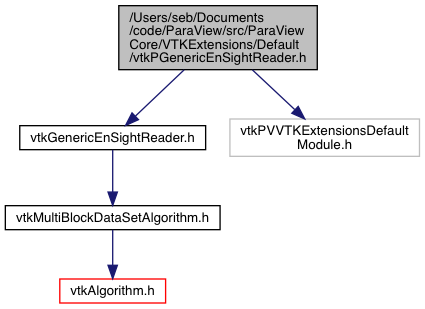 /Users/seb/Documents
/code/ParaView/src/ParaView
Core/VTKExtensions/Default
/vtkPGenericEnSightReader.h
vtkGenericEnSightReader.h
vtkPVVTKExtensionsDefault
Module.h
vtkMultiBlockDataSetAlgorithm.h
vtkAlgorithm.h